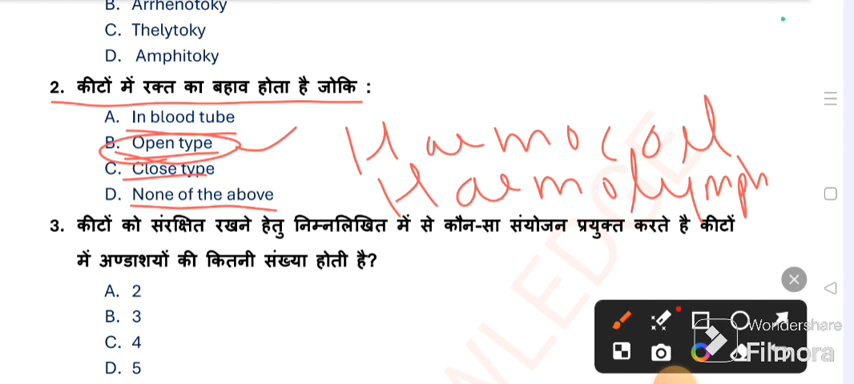 B. Arrhenotoky
C. Thelytoky
D. Amphitoky
2. कीटों में रक्त का बहाव होता है जोकि :
A. In blood tube
B. Open type
C. Close type
D. None of the above
Haemocoel
Haemolymph
3. कीटों को संरक्षित रखने हेतु निम्नलिखित में से कौन-सा संयोजन प्रयुक्त करते है कीटों
में अण्डाशयों की कितनी संख्या होती है?
A. 2
B. 3
C. 4
D. 5
Wondershare
Filmora